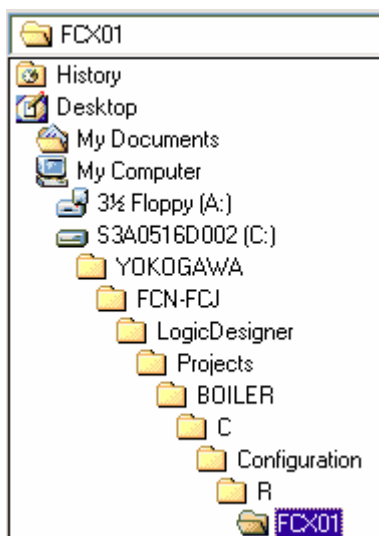 FCX01
History
Desktop
My Documents
My Computer
3½ Floppy (A:)
S3A0516D002 (C:)
YOKOGAWA
FCN-FCJ
LogicDesigner
Projects
BOILER
C
Configuration
R
FCX01